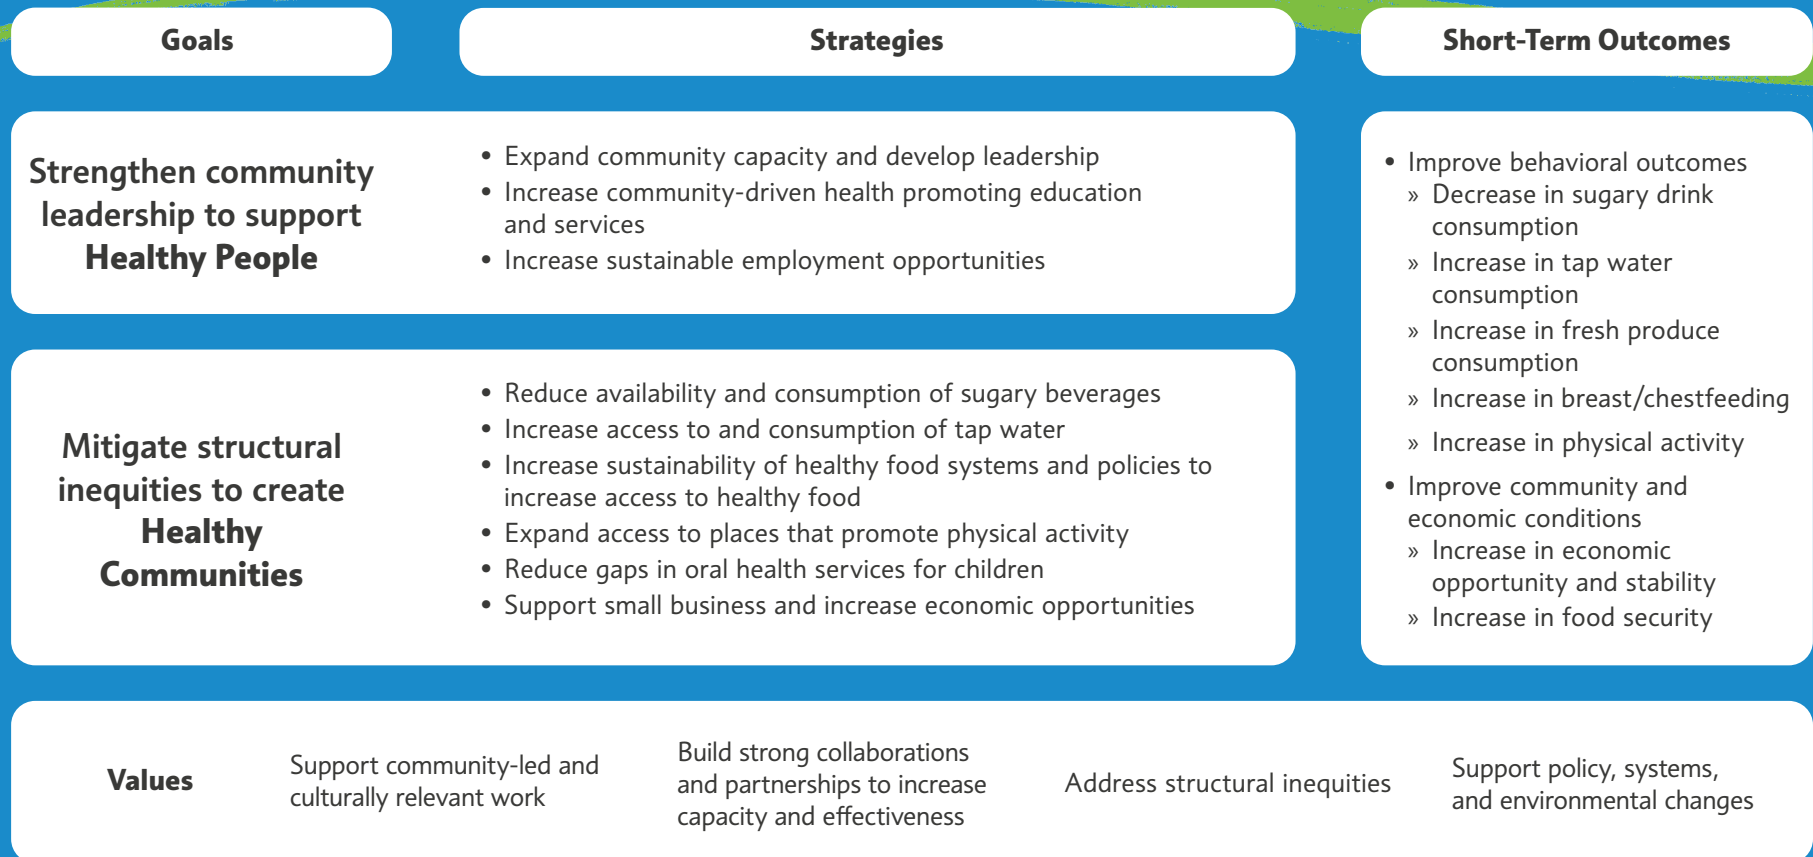 Goals
Strategies
Short-Term Outcomes
Strengthen community
leadership to support
Healthy People
• Expand community capacity and develop leadership
• Increase community-driven health promoting education
and services
• Increase sustainable employment opportunities
Mitigate structural
inequities to create
Healthy
Communities
• Reduce availability and consumption of sugary beverages
• Increase access to and consumption of tap water
• Increase sustainability of healthy food systems and policies to
increase access to healthy food
• Expand access to places that promote physical activity
• Reduce gaps in oral health services for children
• Support small business and increase economic opportunities
• Improve behavioral outcomes
» Decrease in sugary drink
consumption
» Increase in tap water
consumption
» Increase in fresh produce
consumption
» Increase in breast/chestfeeding
» Increase in physical activity
• Improve community and
economic conditions
» Increase in economic
opportunity and stability
» Increase in food security
Values
Support community-led and
culturally relevant work
Build strong collaborations
and partnerships to increase
capacity and effectiveness
Address structural inequities
Support policy, systems,
and environmental changes